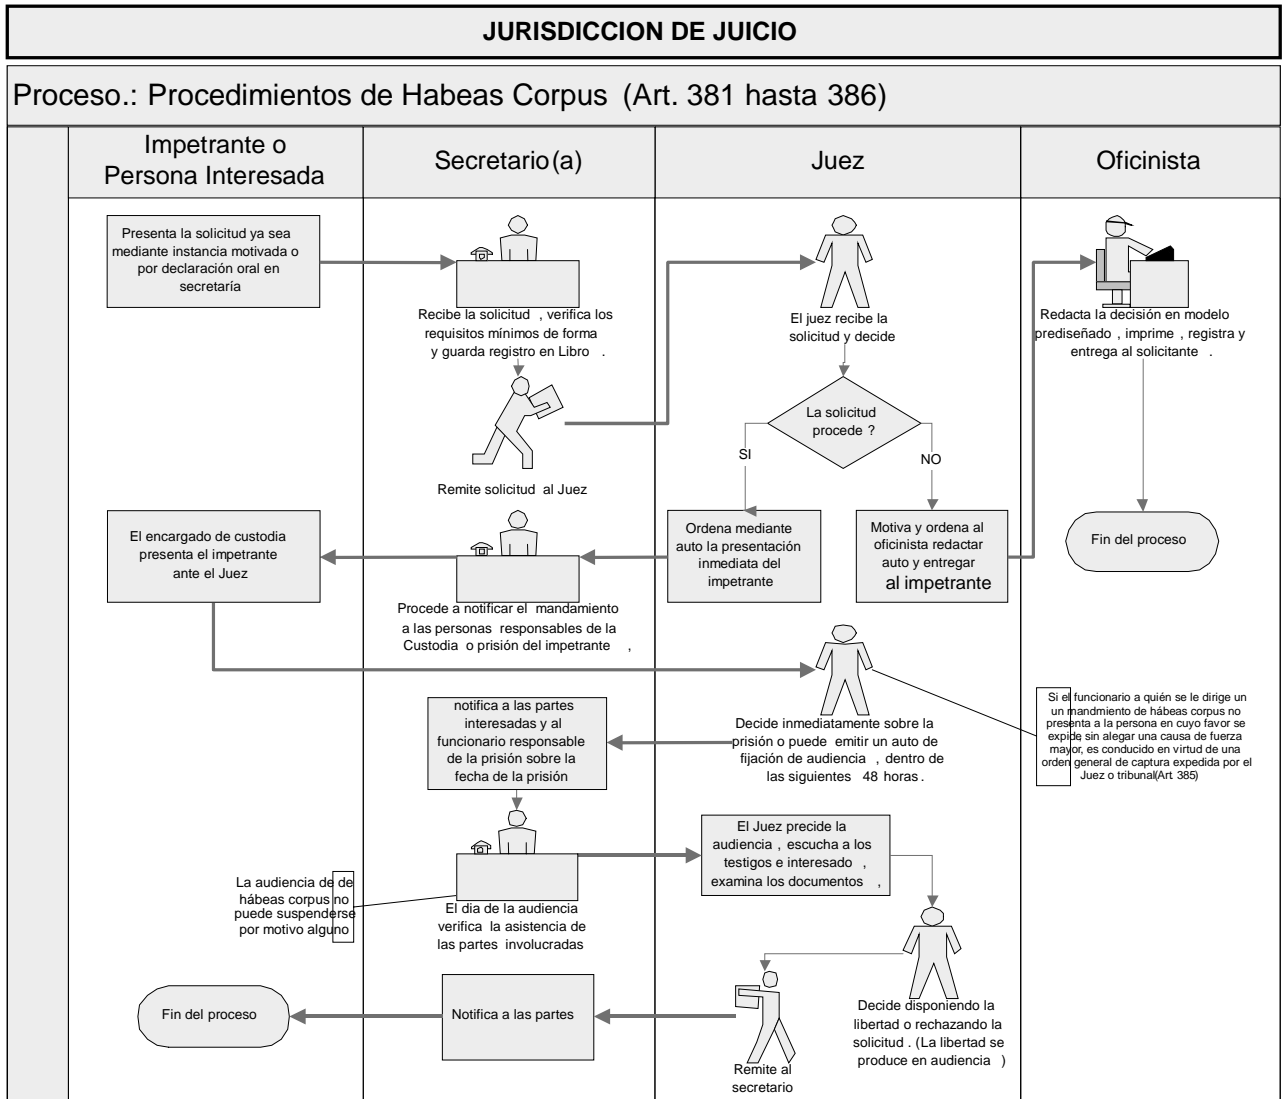 JURISDICCION DE JUICIO
Proceso.: Procedimientos de Habeas Corpus (Art. 381 hasta 386)
Impetrante o
Persona Interesada
Secretario(a)
Juez
Oficinista
Presenta la solicitud ya sea
mediante instancia motivada o
por declaración oral en
secretaría
Recibe la solicitud , verifica los
requisitos mínimos de forma
y guarda registro en Libro .
El juez recibe la
solicitud y decide
Redacta la decisión en modelo
prediseñado , imprime , registra y
entrega al solicitante .
Remite solicitud al Juez
La solicitud
procede ?
SI
NO
El encargado de custodia
presenta el impetrante
ante el Juez
Procede a notificar el mandamiento
a las personas responsables de la
Custodia o prisión del impetrante ,
Ordena mediante
auto la presentación
inmediata del
impetrante
Motiva y ordena al
oficinista redactar
auto y entregar
al impetrante
Fin del proceso
notifica a las partes
interesadas y al
funcionario responsable
de la prisión sobre la
fecha de la prisión
Decide inmediatamente sobre la
prisión o puede emitir un auto de
fijación de audiencia , dentro de
las siguientes 48 horas .
Si el funcionario a quién se le dirige un
un mandmiento de hábeas corpus no
presenta a la persona en cuyo favor se
expide, sin alegar una causa de fuerza
mayor, es conducido en virtud de una
orden general de captura expedida por el
Juez o tribunal(Art. 385)
La audiencia de de
hábeas corpus no
puede suspenderse
por motivo alguno
El dia de la audiencia
verifica la asistencia de
las partes involucradas
El Juez precide la
audiencia , escucha a los
testigos e interesado ,
examina los documentos ,
Decide disponiendo la
libertad o rechazando la
solicitud . (La libertad se
produce en audiencia )
Remite al
secretario
Notifica a las partes
Fin del proceso